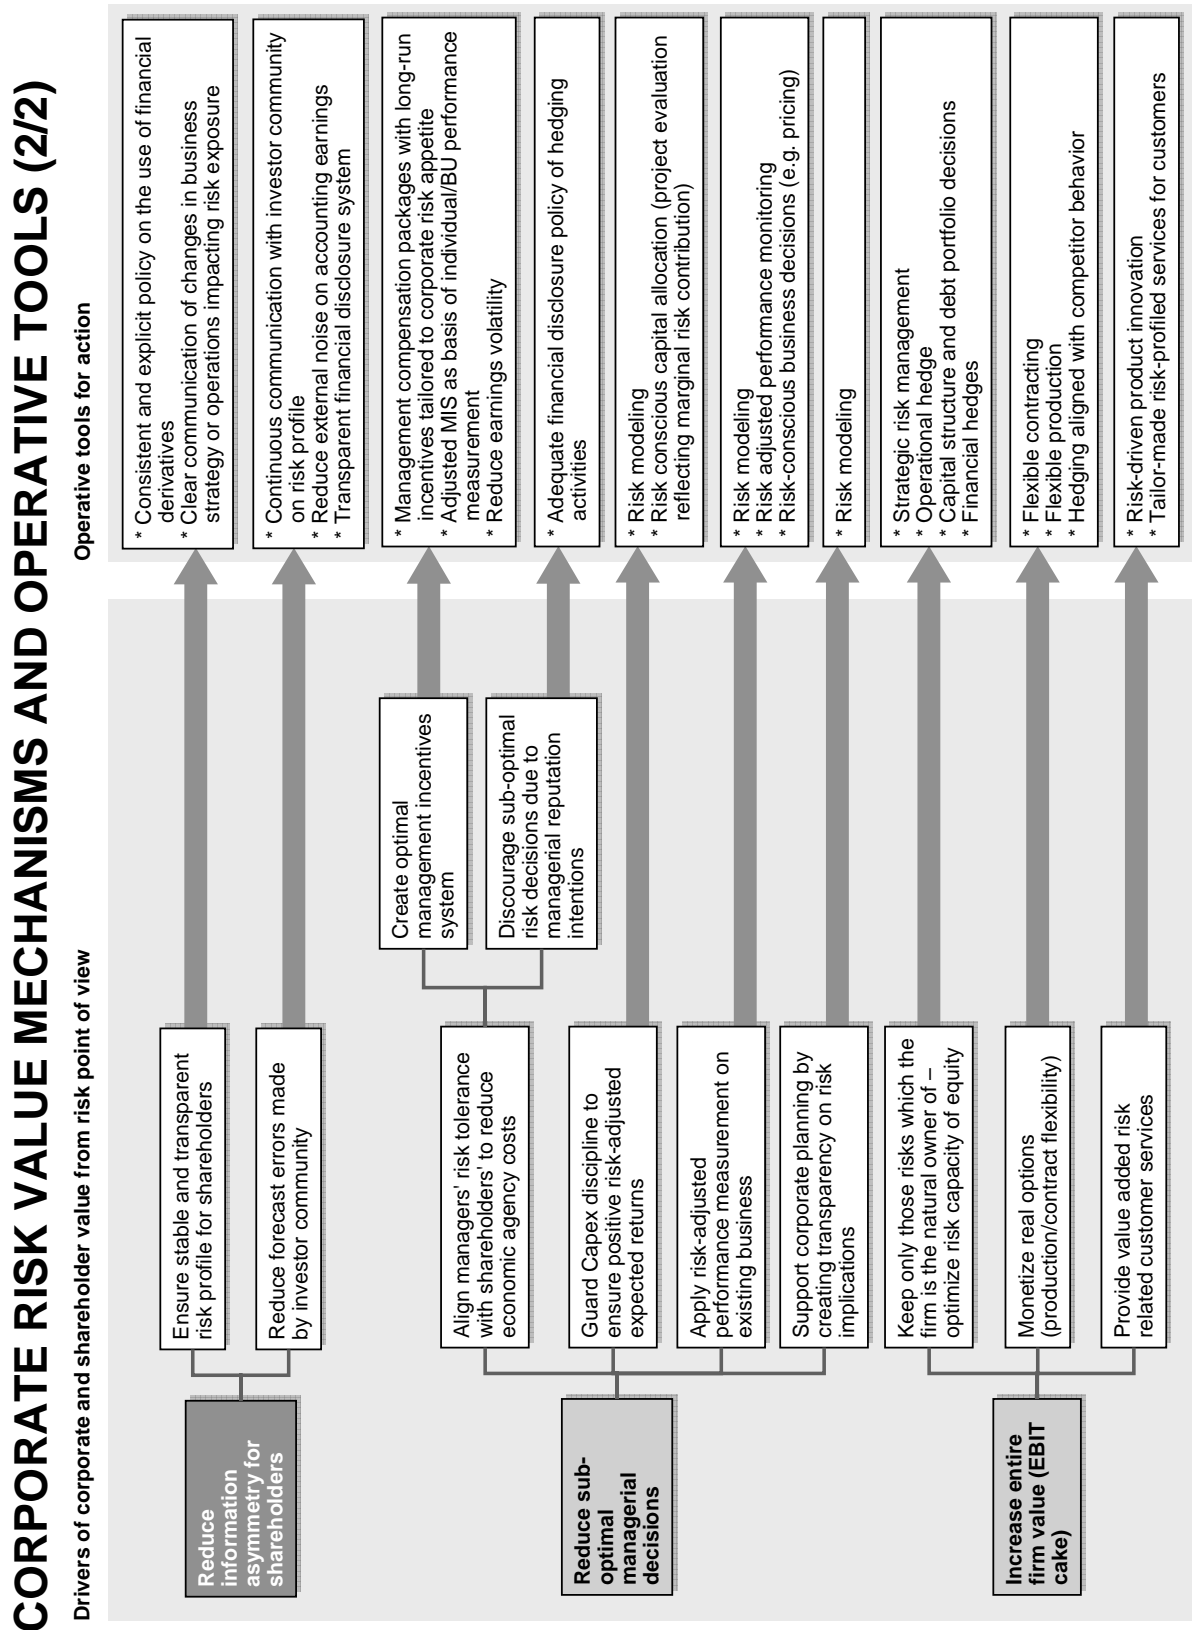 CORPORATE RISK VALUE MECHANISMS AND OPERATIVE TOOLS (2/2)
Drivers of corporate and shareholder value from risk point of view
Operative tools for action
Reduce
information
asymmetry for
shareholders
Ensure stable and transparent
risk profile for shareholders
* Consistent and explicit policy on the use of financial
derivatives
* Clear communication of changes in business
strategy or operations impacting risk exposure
Reduce forecast errors made
by investor community
* Continuous communication with investor community
on risk profile
* Reduce external noise on accounting earnings
* Transparent financial disclosure system
Reduce sub-
optimal
managerial
decisions
Align managers' risk tolerance
with shareholders' to reduce
economic agency costs
Create optimal
management incentives
system
* Management compensation packages with long-run
incentives tailored to corporate risk appetite
* Adjusted MIS as basis of individual/BU performance
measurement
* Reduce earnings volatility
Discourage sub-optimal
risk decisions due to
managerial reputation
intentions
* Adequate financial disclosure policy of hedging
activities
Guard Capex discipline to
ensure positive risk-adjusted
expected returns
* Risk modeling
* Risk conscious capital allocation (project evaluation
reflecting marginal risk contribution)
Apply risk-adjusted
performance measurement on
existing business
* Risk modeling
* Risk adjusted performance monitoring
* Risk-conscious business decisions (e.g. pricing)
Support corporate planning by
creating transparency on risk
implications
* Risk modeling
Increase entire
firm value (EBIT
cake)
Keep only those risks which the
firm is the natural owner of –
optimize risk capacity of equity
* Strategic risk management
* Operational hedge
* Capital structure and debt portfolio decisions
* Financial hedges
Monetize real options
(production/contract flexibility)
* Flexible contracting
* Flexible production
* Hedging aligned with competitor behavior
Provide value added risk
related customer services
* Risk-driven product innovation
* Tailor-made risk-profiled services for customers